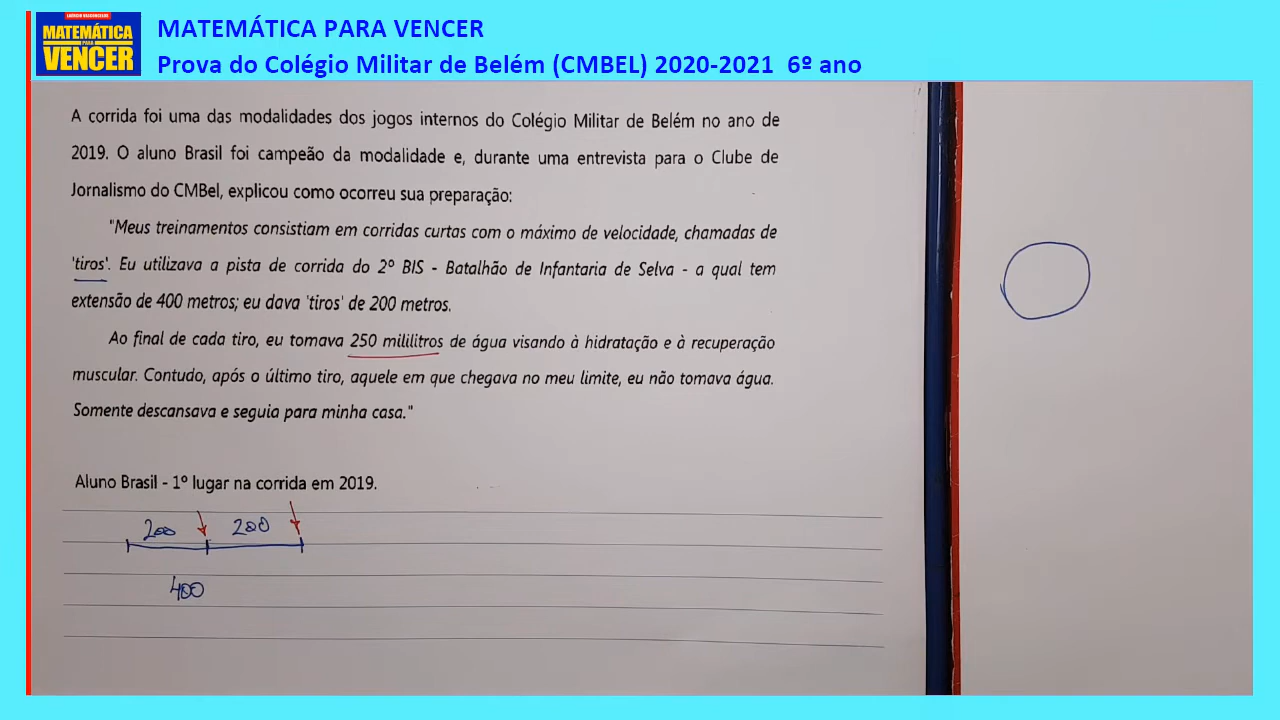 LAÉRCIO VASCONCELOS
MATEMÁTICA
PARA
VENCER
MATEMÁTICA PARA VENCER
Prova do Colégio Militar de Belém (CMBEL) 2020-2021 6º ano
A corrida foi uma das modalidades dos jogos internos do Colégio Militar de Belém no ano de
2019. O aluno Brasil foi campeão da modalidade e, durante uma entrevista para o Clube de
Jornalismo do CMBel, explicou como ocorreu sua preparação:
"Meus treinamentos consistiam em corridas curtas com o máximo de velocidade, chamadas de
'tiros'. Eu utilizava a pista de corrida do 2º BIS - Batalhão de Infantaria de Selva - a qual tem
extensão de 400 metros; eu dava 'tiros' de 200 metros.
Ao final de cada tiro, eu tomava 250 mililitros de água visando à hidratação e à recuperação
muscular. Contudo, após o último tiro, aquele em que chegava no meu limite, eu não tomava água.
Somente descansava e seguia para minha casa."
Aluno Brasil - 1º lugar na corrida em 2019.
200 200
400